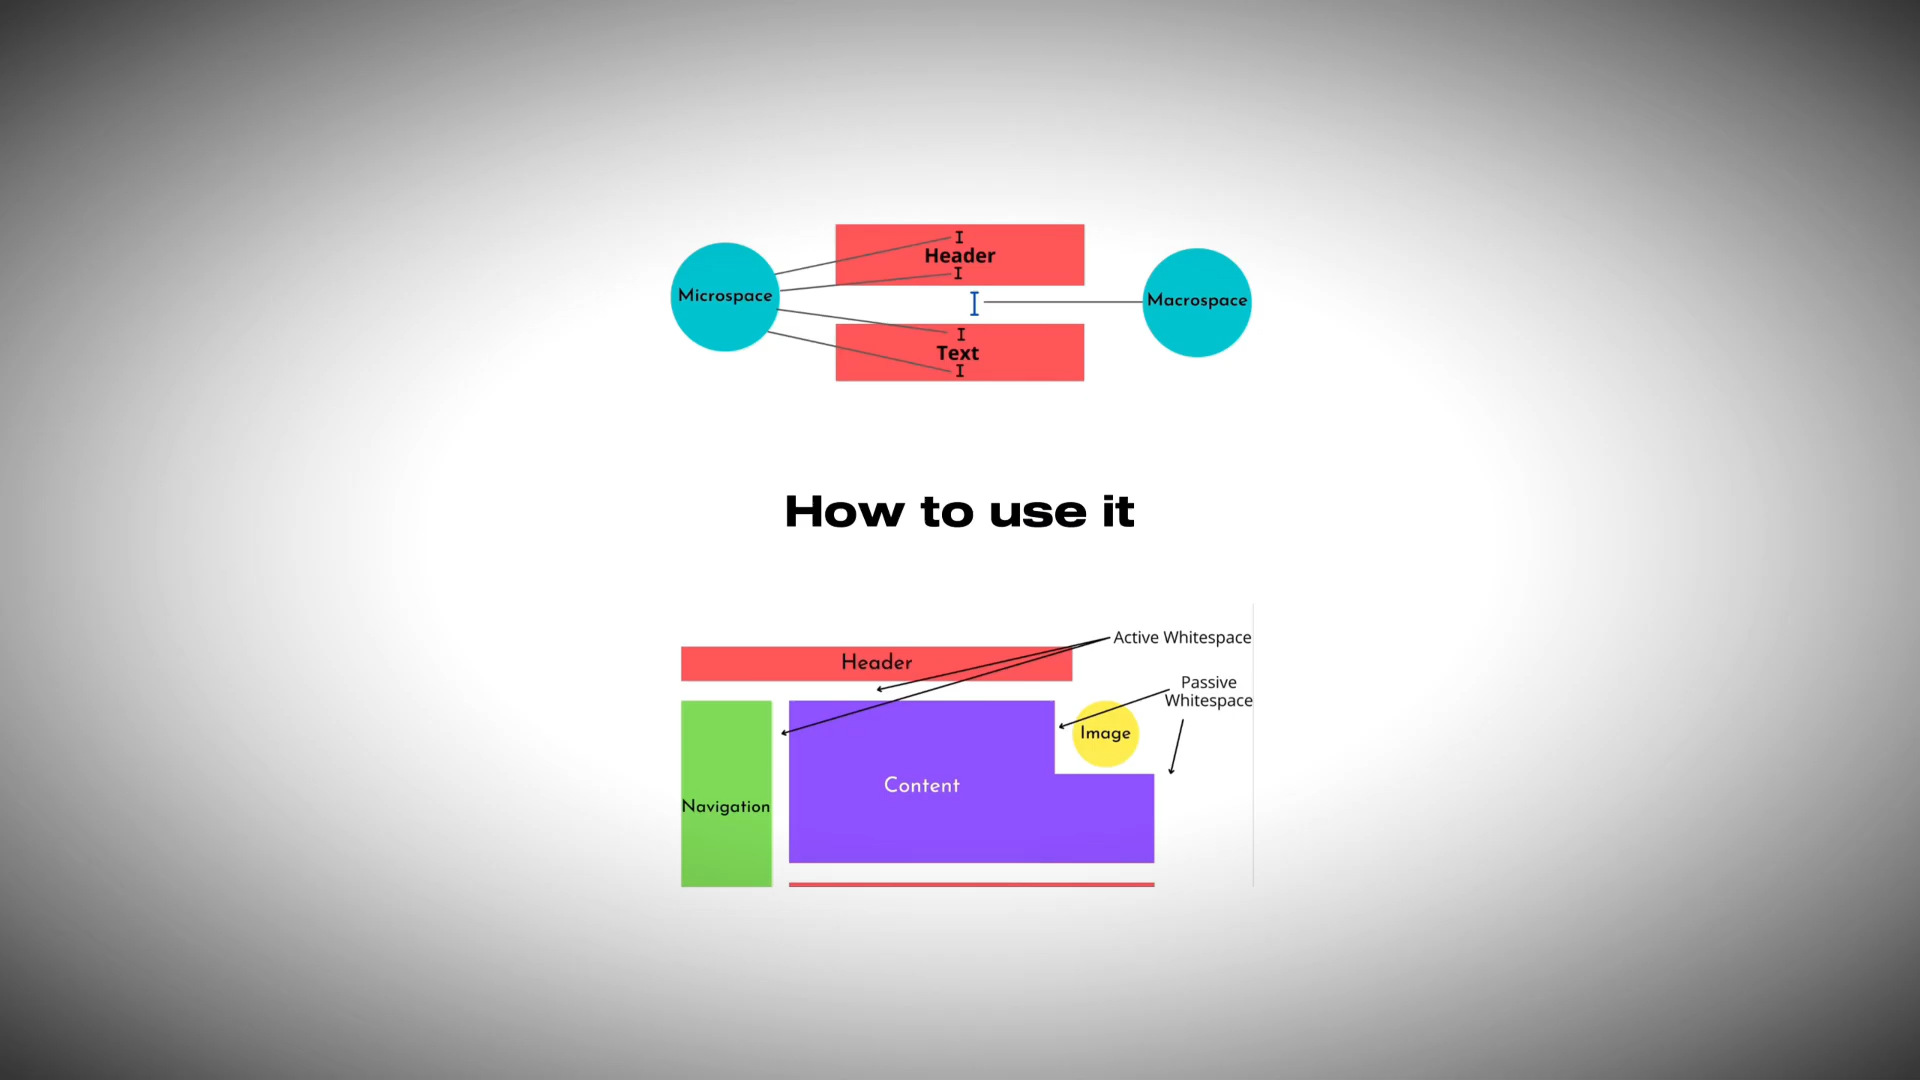 Header
Microspace
Macrospace
Text
How to use it
Active Whitespace
Header
Passive
Whitespace
Image
Content
Navigation